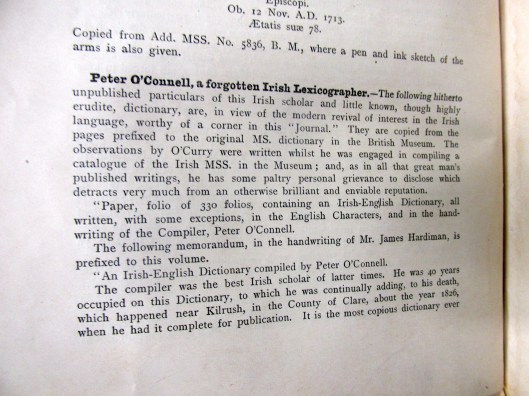 Episcopi.
Ob. 12 Nov. A.D. 1713.
Ætatis suæ 78.
Copied from Add. MSS. No. 5836, B. M., where a pen and ink sketch of the
arms is also given.
Peter O'Connell, a forgotten Irish Lexicographer.—The following hitherto
unpublished particulars of this Irish scholar and little known, though highly
erudite, dictionary, are, in view of the modern revival of interest in the Irish
language, worthy of a corner in this "Journal." They are copied from the
pages prefixed to the original MS. dictionary in the British Museum. The
observations by O'Curry were written whilst he was engaged in compiling a
catalogue of the Irish MSS. in the Museum; and, as in all that great man's
published writings, he has some paltry personal grievance to disclose which
detracts very much from an otherwise brilliant and enviable reputation.
"Paper, folio of 330 folios, containing an Irish-English Dictionary, all
written, with some exceptions, in the English Characters, and in the hand-
writing of the Compiler, Peter O'Connell.
The following memorandum, in the handwriting of Mr. James Hardiman, is
prefixed to this volume.
"An Irish-English Dictionary compiled by Peter O'Connell.
The compiler was the best Irish scholar of latter times. He was 40 years
occupied on this Dictionary, to which he was continually adding, to his death,
which happened near Kilrush, in the County of Clare, about the year 1826,
when he had it complete for publication. It is the most copious dictionary ever